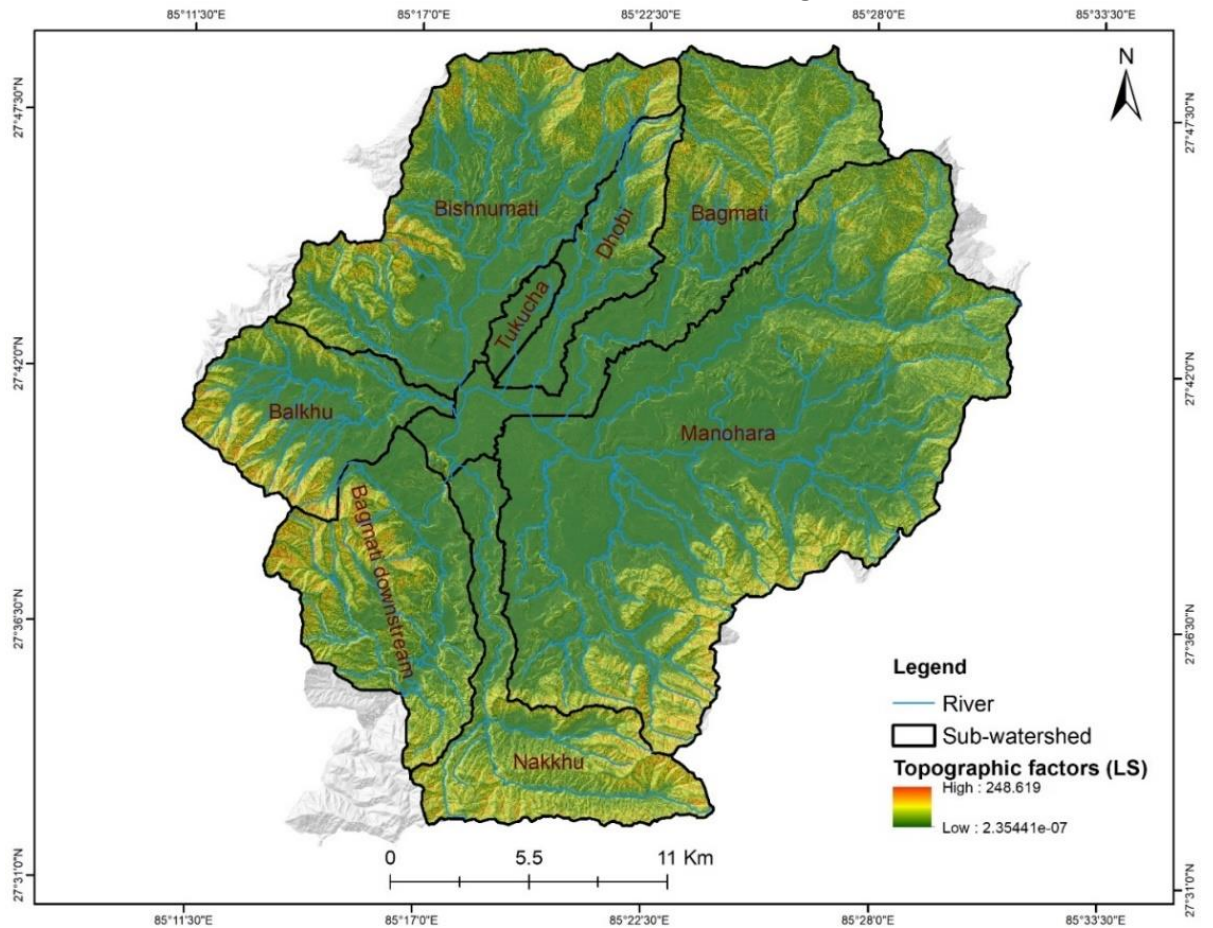 85°11'30"E 85°17'0"E 85°22'30"E 85°28'0"E 85°33'30"E
N
27°47'30"N
27°47'30"N
Bishnumati
Dhobi
Bagmati
Tukucha
27°42'0"N
27°42'0"N
Balkhu
Manohara
Bagmati downstream
27°36'30"N
27°36'30"N
Legend
River
Sub-watershed
Topographic factors (LS)
High : 248.619
Low : 2.35441e-07
Nakkhu
0 5.5 11 Km
27°31'0"N
27°31'0"N
85°11'30"E 85°17'0"E 85°22'30"E 85°28'0"E 85°33'30"E